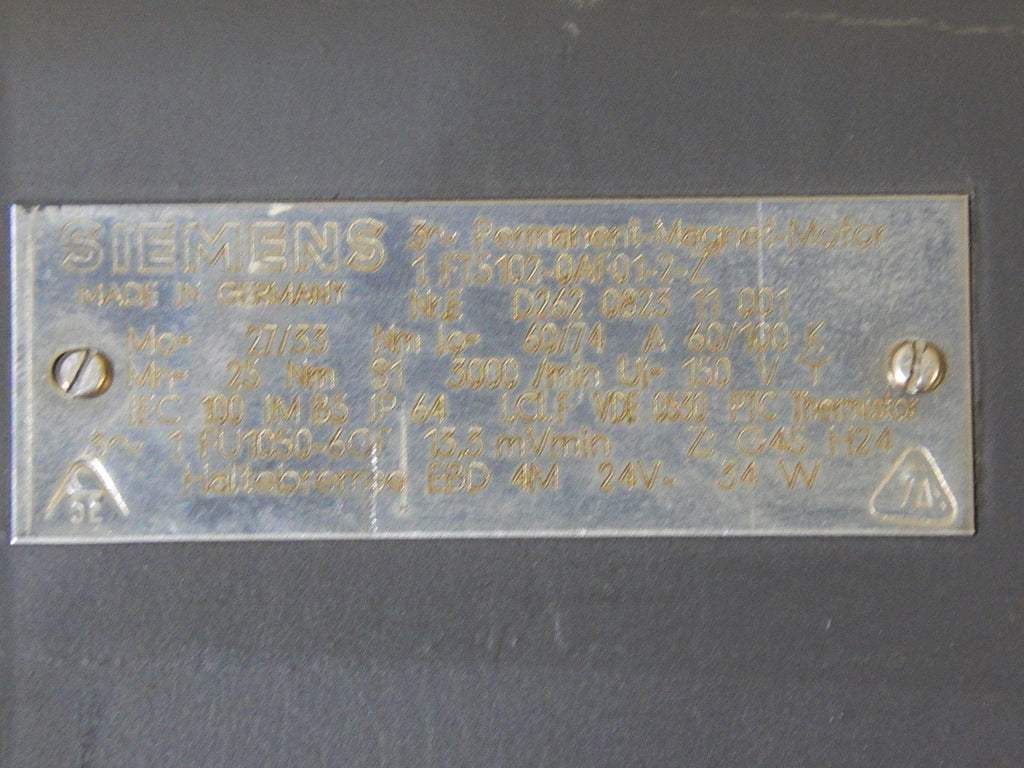 SIEMENS 3~ Permanent-Magnet-Motor
1 FT5102-0AF01-2-Z
MADE IN GERMANY Nr.E D262 0823 11 001
Mo= 27/33 Nm Io= 60/74 A 60/100 K
Mn= 25 Nm S1 3000 /min Ui= 150 V Y
IEC 100 IM B5 IP 64 I.Cl.F VDE 0530 PTC Thermistor
3~ 1 FU1050-6CF 13,3 mV/min Z: G45 H24
Haltebremse EBD 4M 24V- 34 W